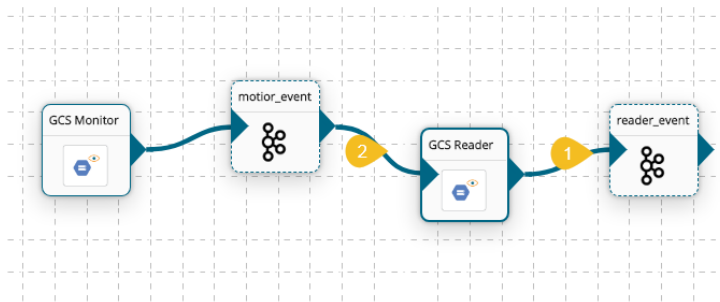 GCS Monitor
motior_event
2
GCS Reader
1
reader_event